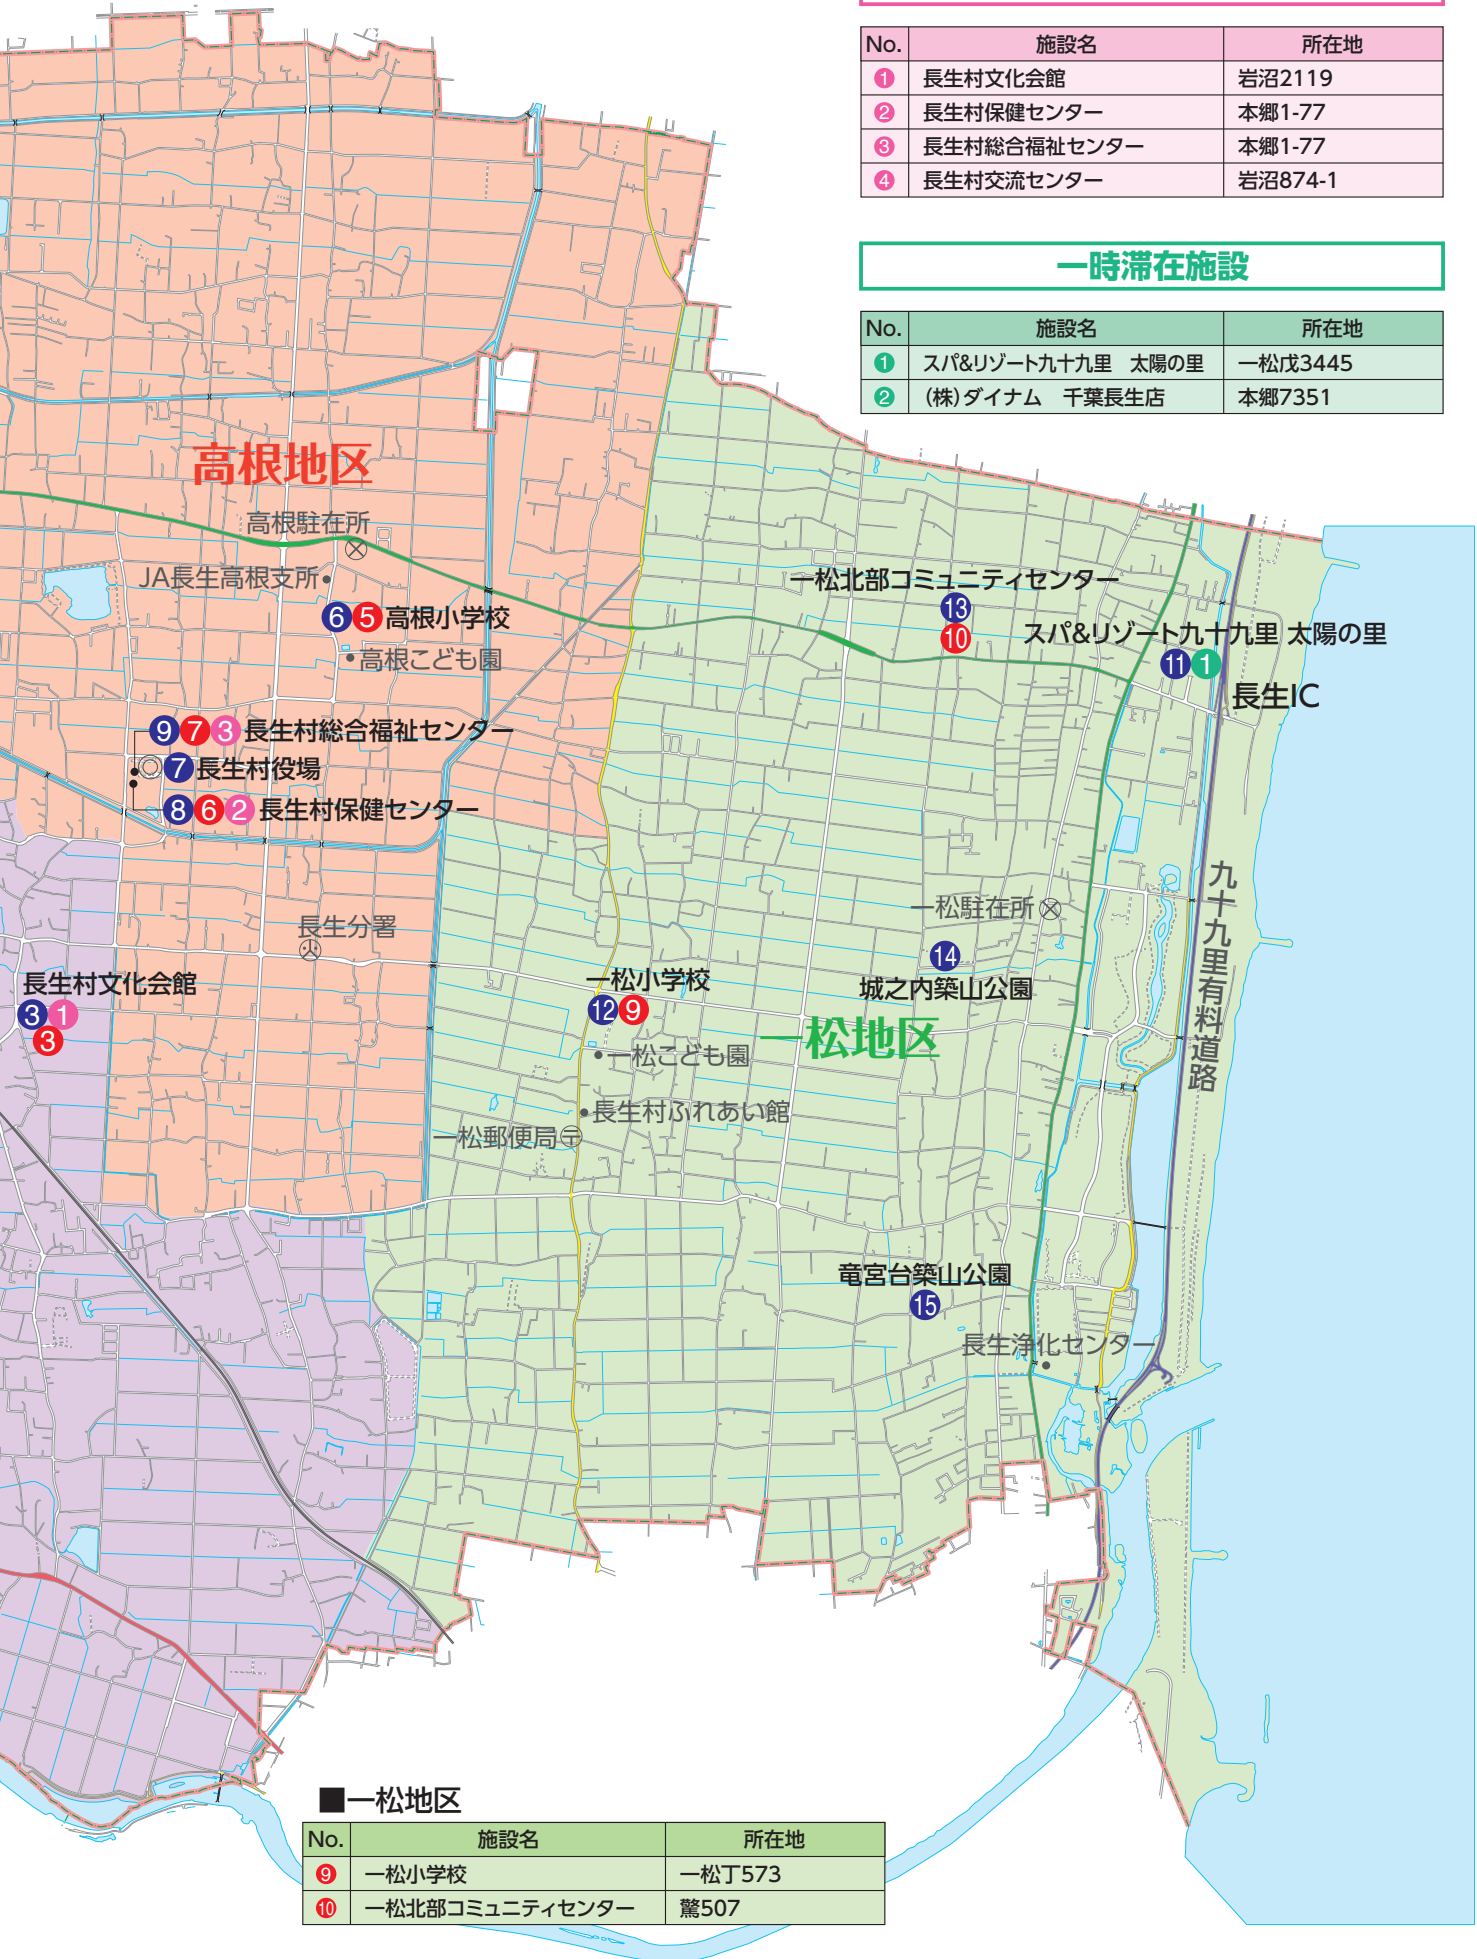 No. 施設名 所在地
1 長生村文化会館 岩沼2119
2 長生村保健センター 本郷1-77
3 長生村総合福祉センター 本郷1-77
4 長生村交流センター 岩沼874-1
一時滞在施設
No. 施設名 所在地
1 スパ&リゾート九十九里 太陽の里 一松戊3445
2 (株)ダイナム 千葉長生店 本郷7351
高根地区
高根駐在所
JA長生高根支所
6 5 高根小学校
高根こども園
一松北部コミュニティセンター
13
10
スパ&リゾート九十九里 太陽の里
11 1
長生IC
9 7 3 長生村総合福祉センター
7 長生村役場
8 6 2 長生村保健センター
九十九里有料道路
一松駐在所
長生分署
14
城之内築山公園
長生村文化会館
3 1
3
一松小学校
12 9
一松地区
一松こども園
長生村ふれあい館
一松郵便局
竜宮台築山公園
15
長生浄化センター
■一松地区
No. 施設名 所在地
9 一松小学校 一松丁573
10 一松北部コミュニティセンター 驚507